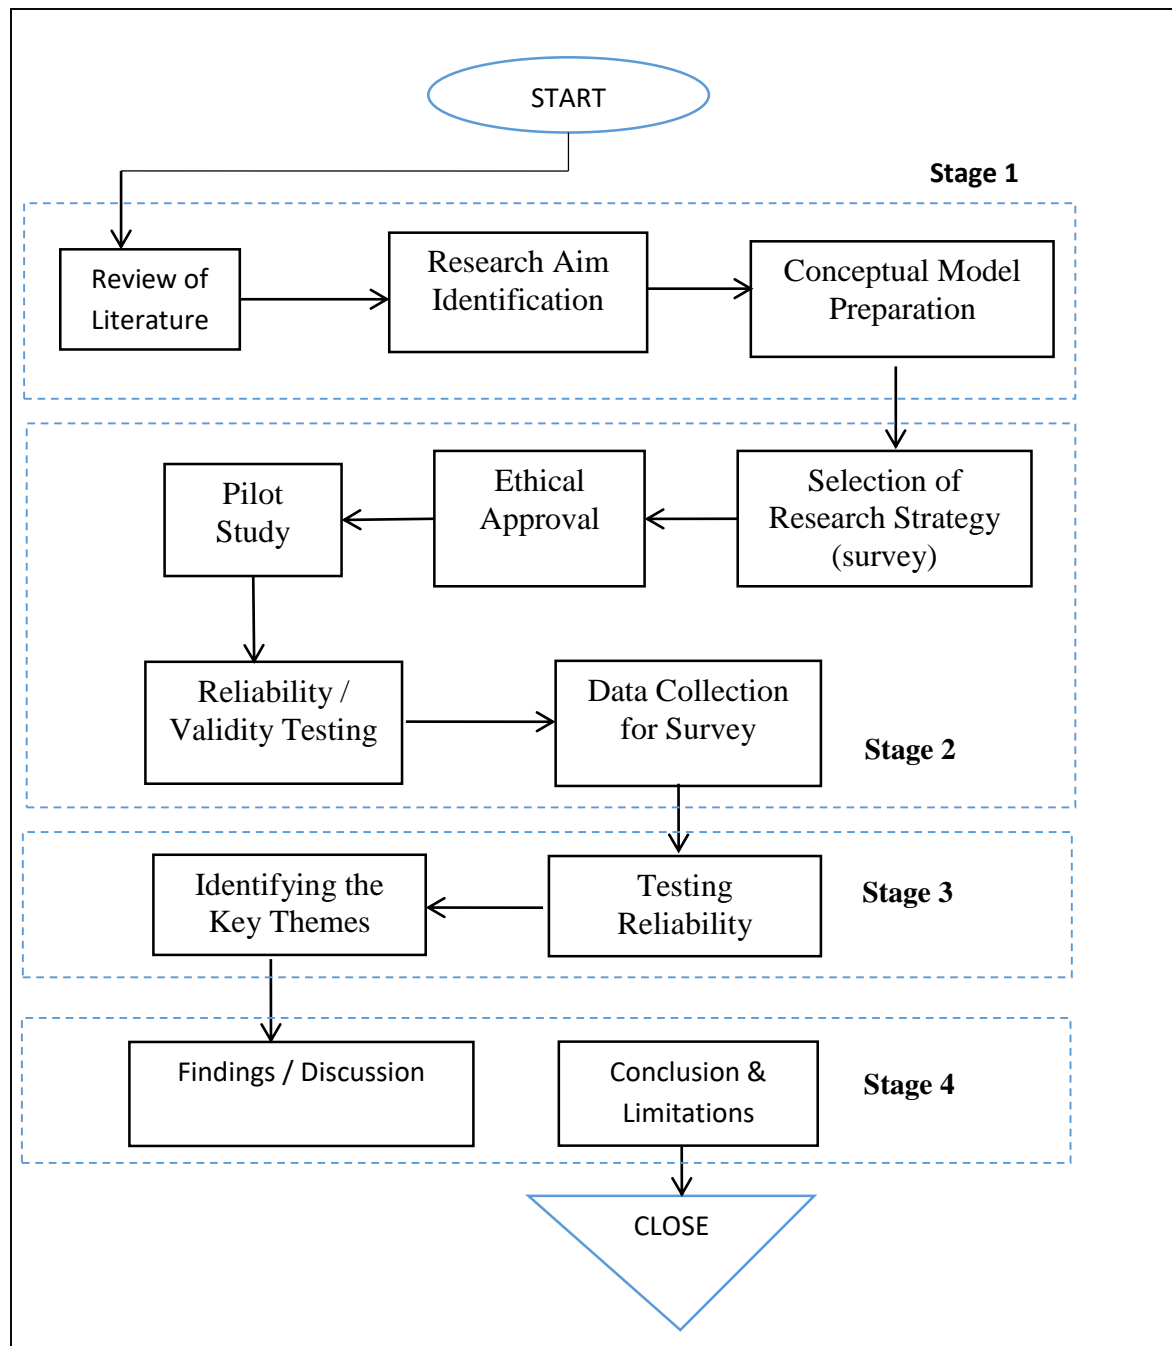 START
Stage 1
Review of
Literature
Research Aim
Identification
Conceptual Model
Preparation
Selection of
Research Strategy
(survey)
Ethical
Approval
Pilot
Study
Reliability /
Validity Testing
Data Collection
for Survey
Stage 2
Testing
Reliability
Identifying the
Key Themes
Stage 3
Findings / Discussion
Conclusion &
Limitations
Stage 4
CLOSE